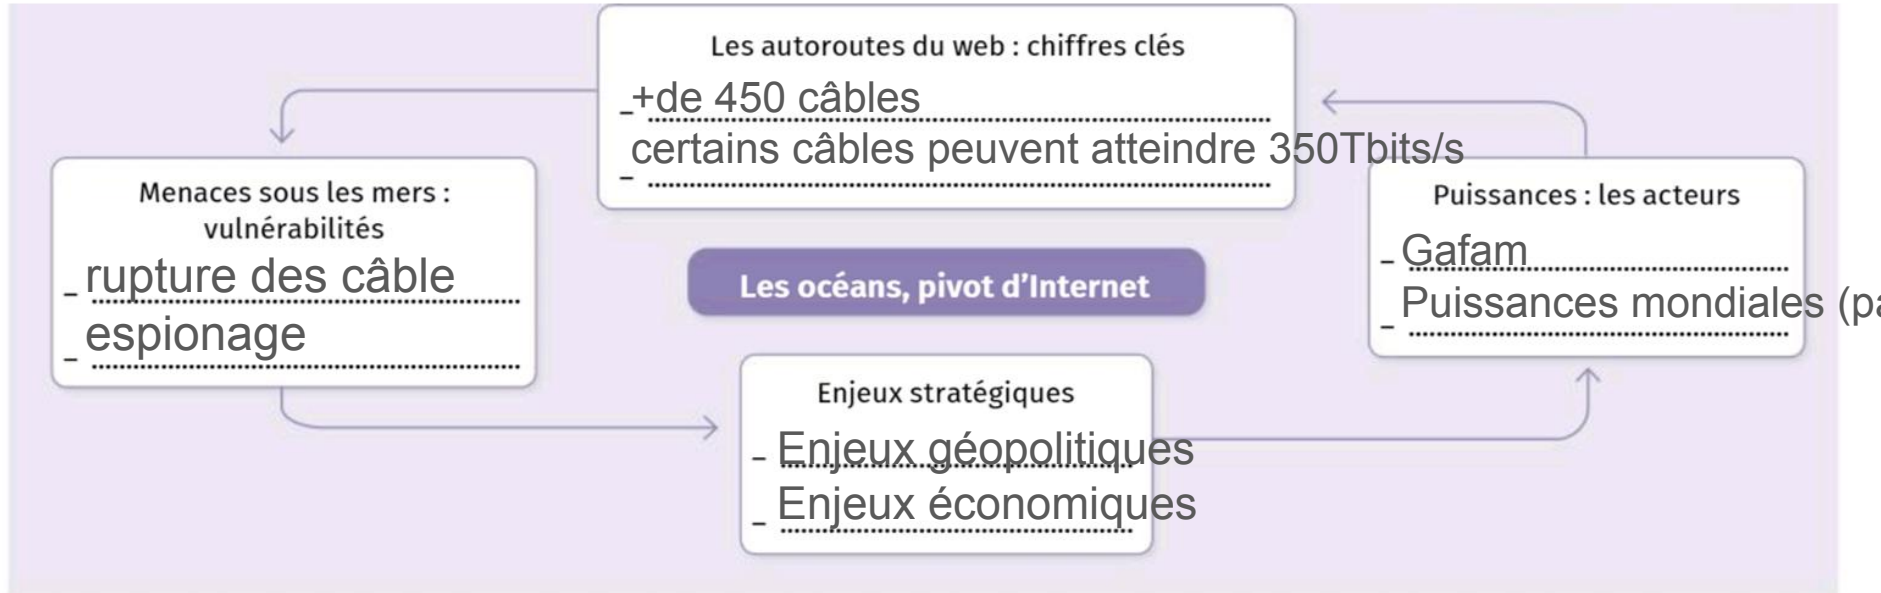 Les autoroutes du web : chiffres clés
- +de 450 câbles
certains câbles peuvent atteindre 350Tbits/s
-
Menaces sous les mers :
vulnérabilités
- rupture des câble
- espionage
Les océans, pivot d'Internet
Puissances : les acteurs
- Gafam
- Puissances mondiales (pa
Enjeux stratégiques
- Enjeux géopolitiques
- Enjeux économiques